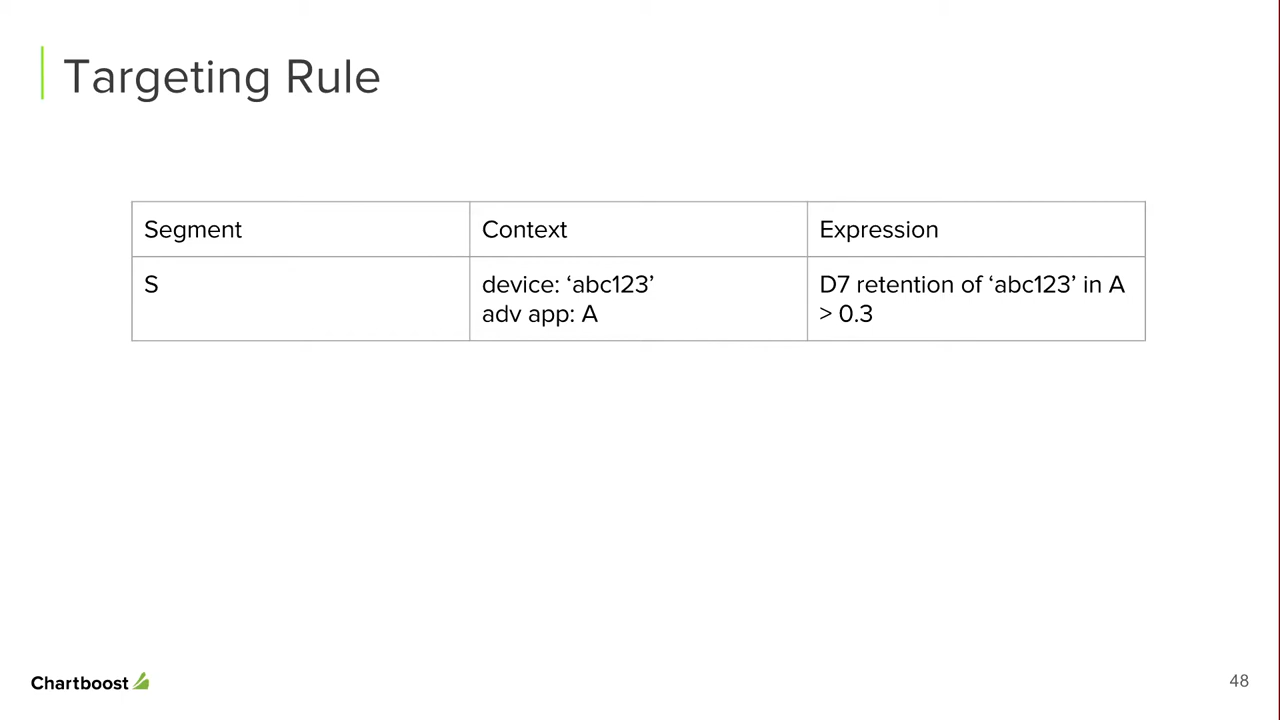 Targeting Rule
Segment
Context
Expression
S
device: ‘abc123’
adv app: A
D7 retention of ‘abc123’ in A
> 0.3
Chartboost
48